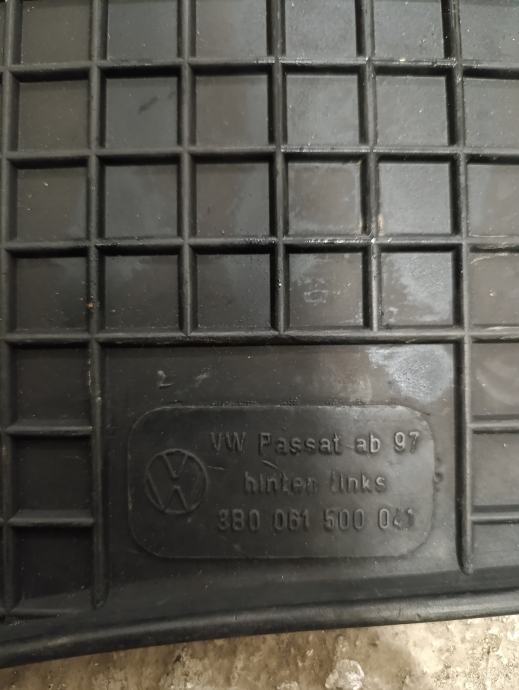 VW Passat ab 97
hinten links
3B0 061 500 041